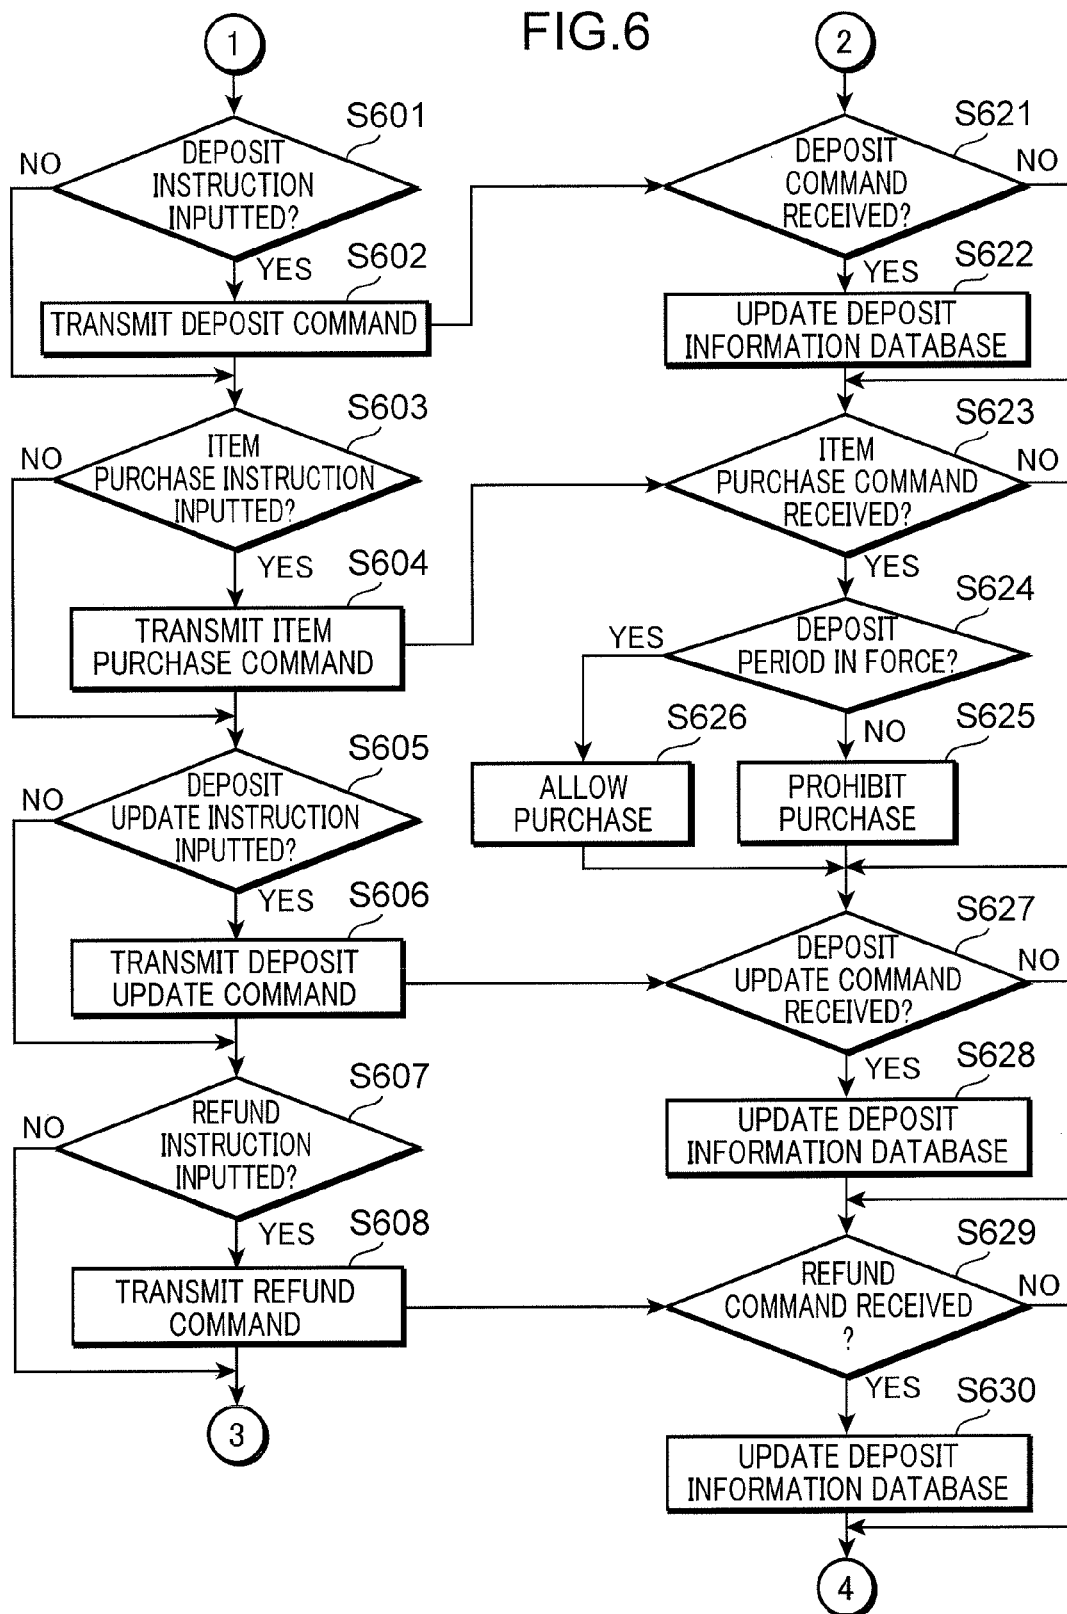 FIG.6
1
S601
DEPOSIT
INSTRUCTION
INPUTTED?
NO
YES
S602
TRANSMIT DEPOSIT COMMAND
S603
ITEM
PURCHASE INSTRUCTION
INPUTTED?
NO
YES
S604
TRANSMIT ITEM
PURCHASE COMMAND
S605
DEPOSIT
UPDATE INSTRUCTION
INPUTTED?
NO
YES
S606
TRANSMIT DEPOSIT
UPDATE COMMAND
S607
REFUND
INSTRUCTION
INPUTTED?
NO
YES
S608
TRANSMIT REFUND
COMMAND
3
2
S621
DEPOSIT
COMMAND
RECEIVED?
NO
YES
S622
UPDATE DEPOSIT
INFORMATION DATABASE
S623
ITEM
PURCHASE COMMAND
RECEIVED?
NO
YES
S624
DEPOSIT
PERIOD IN FORCE?
YES
NO
S626
ALLOW
PURCHASE
S625
PROHIBIT
PURCHASE
S627
DEPOSIT
UPDATE COMMAND
RECEIVED?
NO
YES
S628
UPDATE DEPOSIT
INFORMATION DATABASE
S629
REFUND
COMMAND RECEIVED
?
NO
YES
S630
UPDATE DEPOSIT
INFORMATION DATABASE
4